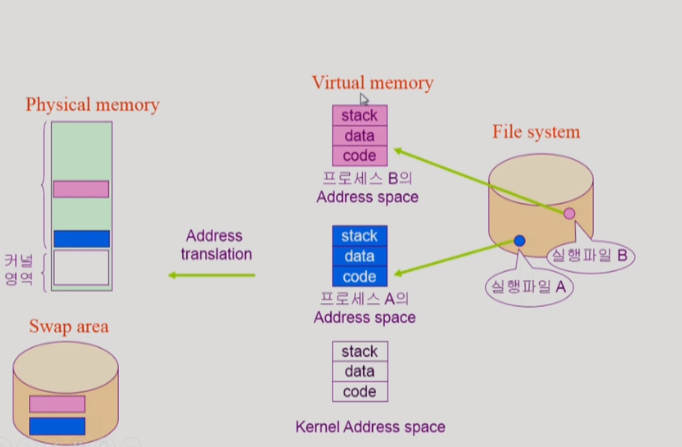 Virtual memory
Physical memory
stack
data
code
프로세스 B의
Address space
File system
실행파일 B
실행파일 A
Address
translation
stack
data
code
프로세스 A의
Address space
커널
영역
Swap area
stack
data
code
Kernel Address space